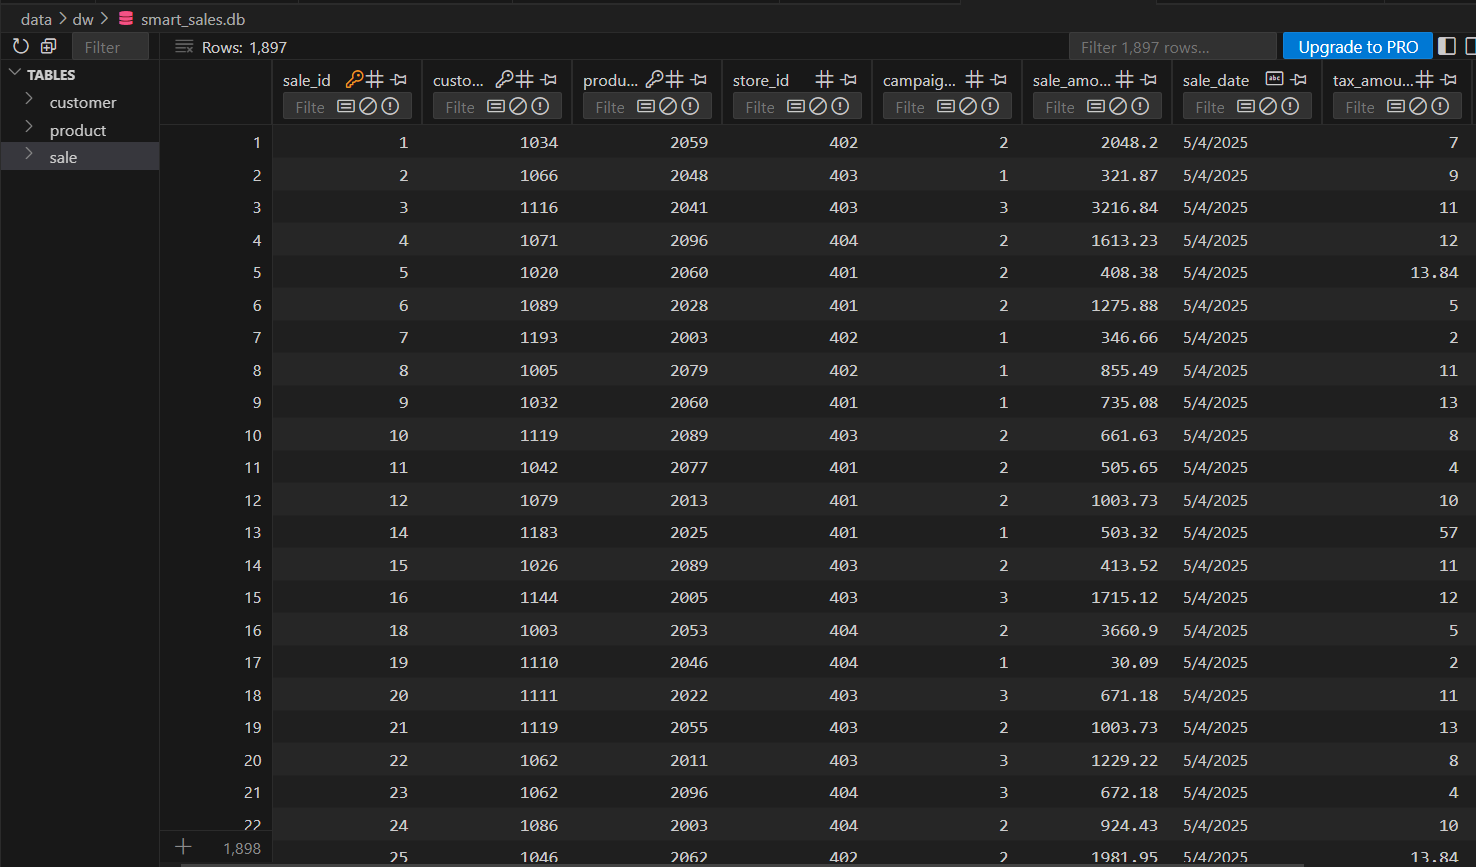 data > dw > smart_sales.db
Filter Rows: 1,897 Filter 1,897 rows... Upgrade to PRO
TABLES
customer
product
sale
sale_id custo... produ... store_id campaig... sale_amo... sale_date tax_amou...
Filte Filte Filte Filte Filte Filte Filte Filte
1 1 1034 2059 402 2 2048.2 5/4/2025 7
2 2 1066 2048 403 1 321.87 5/4/2025 9
3 3 1116 2041 403 3 3216.84 5/4/2025 11
4 4 1071 2096 404 2 1613.23 5/4/2025 12
5 5 1020 2060 401 2 408.38 5/4/2025 13.84
6 6 1089 2028 401 2 1275.88 5/4/2025 5
7 7 1193 2003 402 1 346.66 5/4/2025 2
8 8 1005 2079 402 1 855.49 5/4/2025 11
9 9 1032 2060 401 1 735.08 5/4/2025 13
10 10 1119 2089 403 2 661.63 5/4/2025 8
11 11 1042 2077 401 2 505.65 5/4/2025 4
12 12 1079 2013 401 2 1003.73 5/4/2025 10
13 14 1183 2025 401 1 503.32 5/4/2025 57
14 15 1026 2089 403 2 413.52 5/4/2025 11
15 16 1144 2005 403 3 1715.12 5/4/2025 12
16 18 1003 2053 404 2 3660.9 5/4/2025 5
17 19 1110 2046 404 1 30.09 5/4/2025 2
18 20 1111 2022 403 3 671.18 5/4/2025 11
19 21 1119 2055 403 2 1003.73 5/4/2025 13
20 22 1062 2011 403 3 1229.22 5/4/2025 8
21 23 1062 2096 404 3 672.18 5/4/2025 4
22 24 1086 2003 404 2 924.43 5/4/2025 10
1,898 25 1046 2062 402 2 1981.95 5/4/2025 13.84